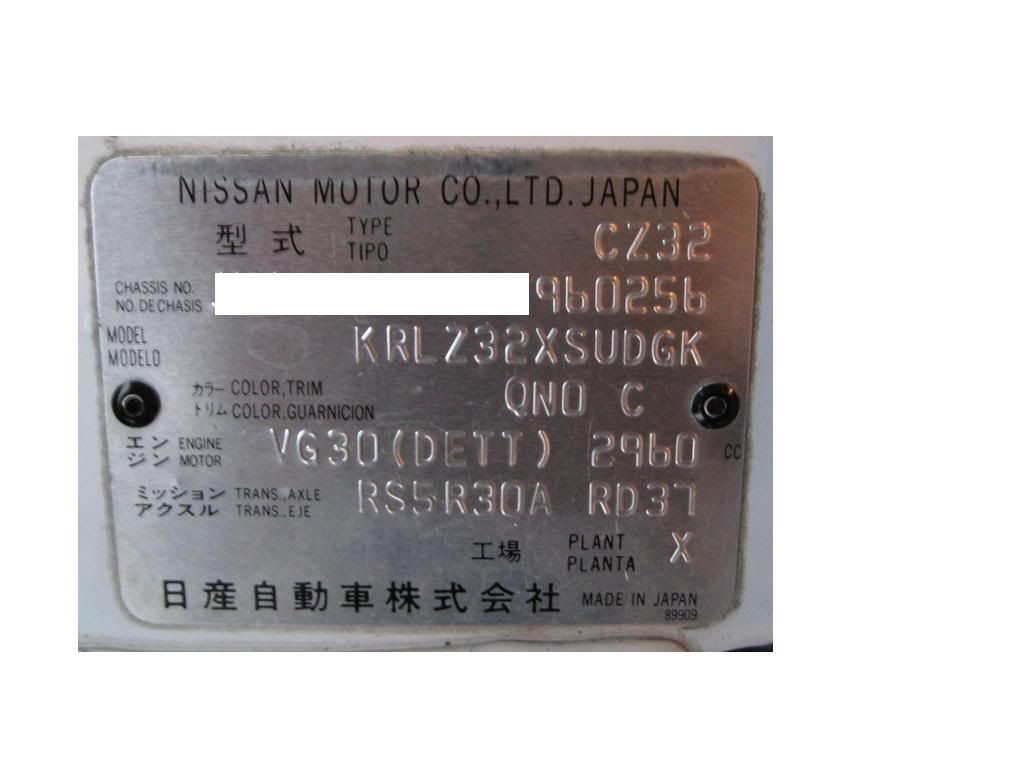 NISSAN MOTOR CO.,LTD. JAPAN
型式 TYPE TIPO CZ32
CHASSIS NO. NO. DE CHASIS 960256
MODEL MODELO KRLZ32XSUDGK
カラー COLOR,TRIM QN0 C
トリム COLOR,GUARNICION
エンジン ENGINE MOTOR VG30(DETT) 2960 CC
ミッション TRANS.,AXLE RS5R30A RD37
アクスル TRANS.,EJE
工場 PLANT PLANTA X
日産自動車株式会社 MADE IN JAPAN
89909